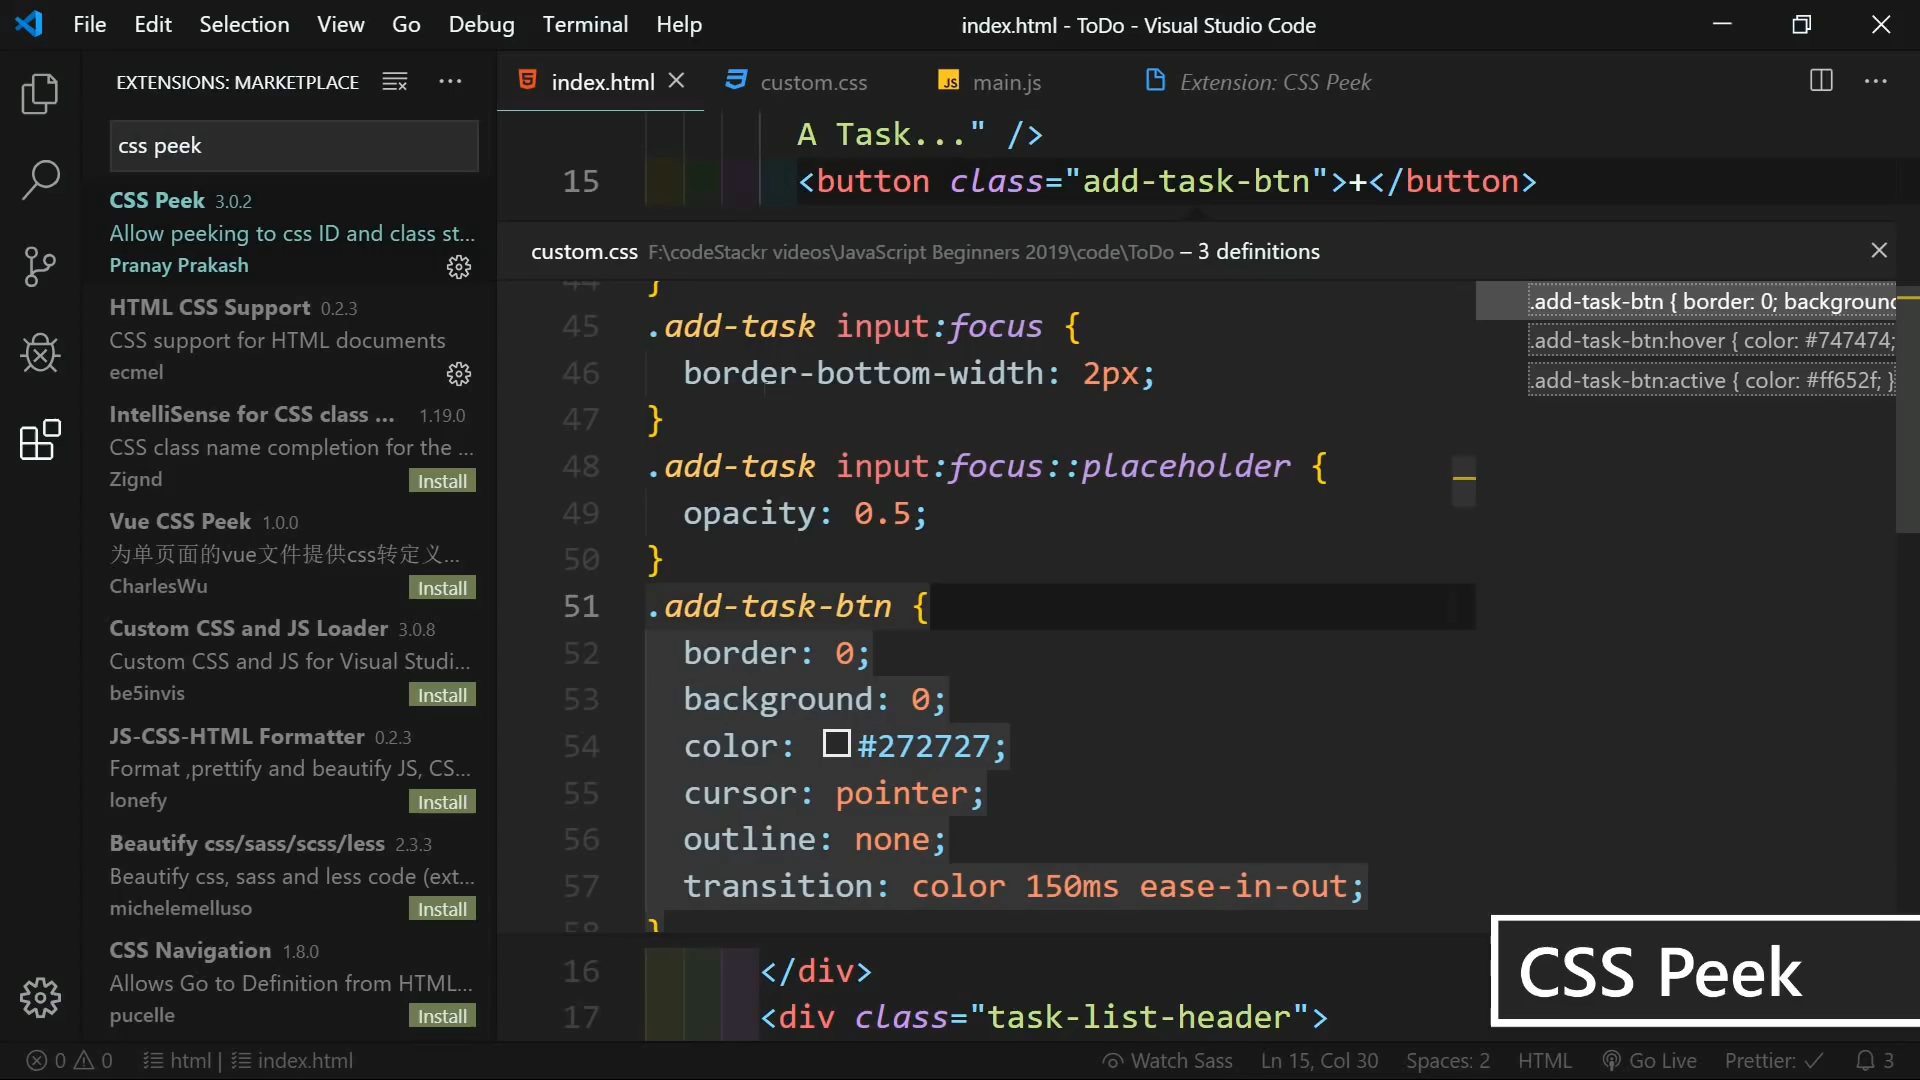 File Edit Selection View Go Debug Terminal Help
index.html - ToDo - Visual Studio Code
EXTENSIONS: MARKETPLACE
css peek
CSS Peek 3.0.2
Allow peeking to css ID and class st...
Pranay Prakash
HTML CSS Support 0.2.3
CSS support for HTML documents
ecmel
IntelliSense for CSS class ... 1.19.0
CSS class name completion for the ...
Zignd Install
Vue CSS Peek 1.0.0
为单页面的vue文件提供css转定义...
CharlesWu Install
Custom CSS and JS Loader 3.0.8
Custom CSS and JS for Visual Studi...
be5invis Install
JS-CSS-HTML Formatter 0.2.3
Format ,prettify and beautify JS, CS...
lonefy Install
Beautify css/sass/scss/less 2.3.3
Beautify css, sass and less code (ext...
michelemelluso Install
CSS Navigation 1.8.0
Allows Go to Definition from HTML...
pucelle Install
index.html custom.css JS main.js Extension: CSS Peek
A Task..." />
15 <button class="add-task-btn">+</button>
custom.css F:\codeStackr videos\JavaScript Beginners 2019\code\ToDo – 3 definitions
44 }
45 .add-task input:focus {
46 border-bottom-width: 2px;
47 }
48 .add-task input:focus::placeholder {
49 opacity: 0.5;
50 }
51 .add-task-btn {
52 border: 0;
53 background: 0;
54 color: #272727;
55 cursor: pointer;
56 outline: none;
57 transition: color 150ms ease-in-out;
58 }
.add-task-btn { border: 0; background
.add-task-btn:hover { color: #747474;
.add-task-btn:active { color: #ff652f; }
16 </div>
17 <div class="task-list-header">
CSS Peek
0 0 html | index.html
Watch Sass Ln 15, Col 30 Spaces: 2 HTML Go Live Prettier: ✓ 3